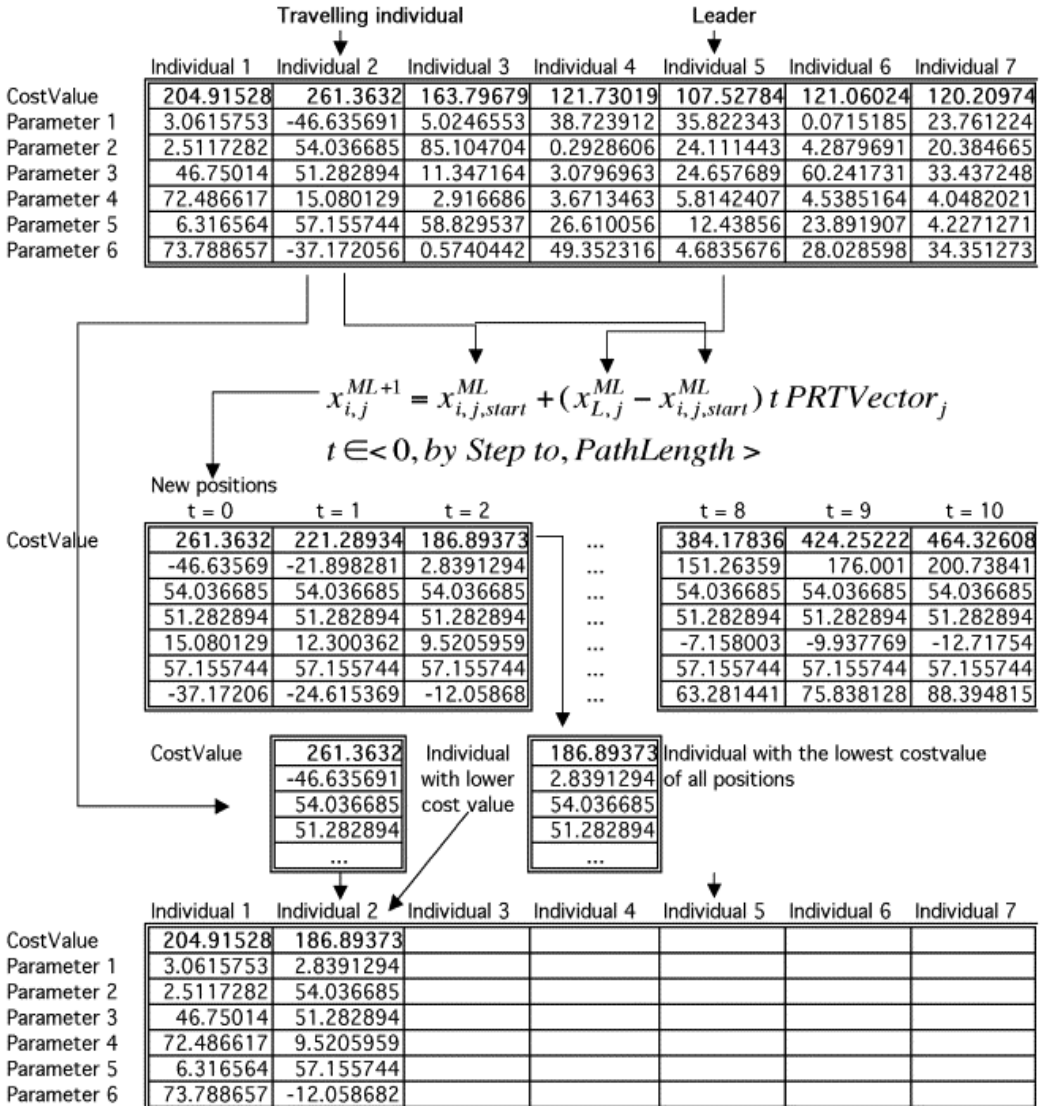 Travelling individual Leader
Individual 1 Individual 2 Individual 3 Individual 4 Individual 5 Individual 6 Individual 7
CostValue 204.91528 261.3632 163.79679 121.73019 107.52784 121.06024 120.20974
Parameter 1 3.0615753 -46.635691 5.0246553 38.723912 35.822343 0.0715185 23.761224
Parameter 2 2.5117282 54.036685 85.104704 0.2928606 24.111443 4.2879691 20.384665
Parameter 3 46.75014 51.282894 11.347164 3.0796963 24.657689 60.241731 33.437248
Parameter 4 72.486617 15.080129 2.916686 3.6713463 5.8142407 4.5385164 4.0482021
Parameter 5 6.316564 57.155744 58.829537 26.610056 12.43856 23.891907 4.2271271
Parameter 6 73.788657 -37.172056 0.5740442 49.352316 4.6835676 28.028598 34.351273
x_{i,j}^{ML+1} = x_{i,j,start}^{ML} + (x_{L,j}^{ML} − x_{i,j,start}^{ML}) t PRTVector_j
t ∈< 0, by Step to, PathLength >
New positions
t = 0 t = 1 t = 2 t = 8 t = 9 t = 10
CostValue 261.3632 221.28934 186.89373 ... 384.17836 424.25222 464.32608
-46.63569 -21.898281 2.8391294 ... 151.26359 176.001 200.73841
54.036685 54.036685 54.036685 ... 54.036685 54.036685 54.036685
51.282894 51.282894 51.282894 ... 51.282894 51.282894 51.282894
15.080129 12.300362 9.5205959 ... -7.158003 -9.937769 -12.71754
57.155744 57.155744 57.155744 ... 57.155744 57.155744 57.155744
-37.17206 -24.615369 -12.05868 ... 63.281441 75.838128 88.394815
CostValue 261.3632 Individual 186.89373 Individual with the lowest costvalue
-46.635691 with lower 2.8391294 of all positions
54.036685 cost value 54.036685
51.282894 51.282894
... ...
Individual 1 Individual 2 Individual 3 Individual 4 Individual 5 Individual 6 Individual 7
CostValue 204.91528 186.89373
Parameter 1 3.0615753 2.8391294
Parameter 2 2.5117282 54.036685
Parameter 3 46.75014 51.282894
Parameter 4 72.486617 9.5205959
Parameter 5 6.316564 57.155744
Parameter 6 73.788657 -12.058682